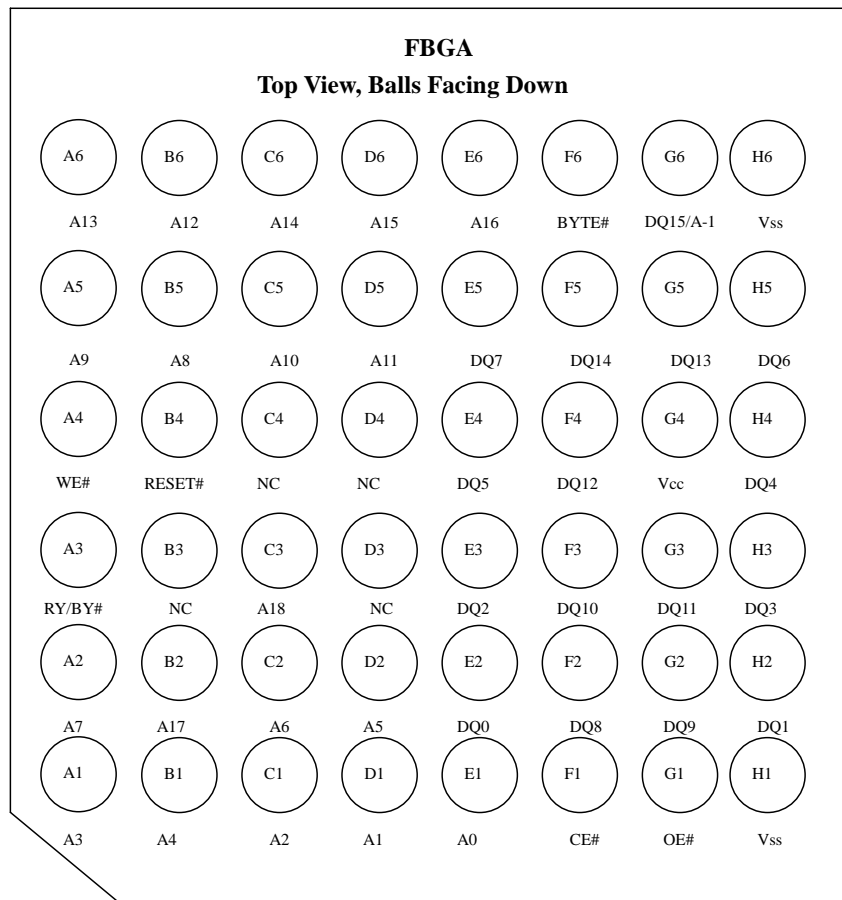 FBGA
Top View, Balls Facing Down
A6 B6 C6 D6 E6 F6 G6 H6
A13 A12 A14 A15 A16 BYTE# DQ15/A-1 Vss
A5 B5 C5 D5 E5 F5 G5 H5
A9 A8 A10 A11 DQ7 DQ14 DQ13 DQ6
A4 B4 C4 D4 E4 F4 G4 H4
WE# RESET# NC NC DQ5 DQ12 Vcc DQ4
A3 B3 C3 D3 E3 F3 G3 H3
RY/BY# NC A18 NC DQ2 DQ10 DQ11 DQ3
A2 B2 C2 D2 E2 F2 G2 H2
A7 A17 A6 A5 DQ0 DQ8 DQ9 DQ1
A1 B1 C1 D1 E1 F1 G1 H1
A3 A4 A2 A1 A0 CE# OE# Vss